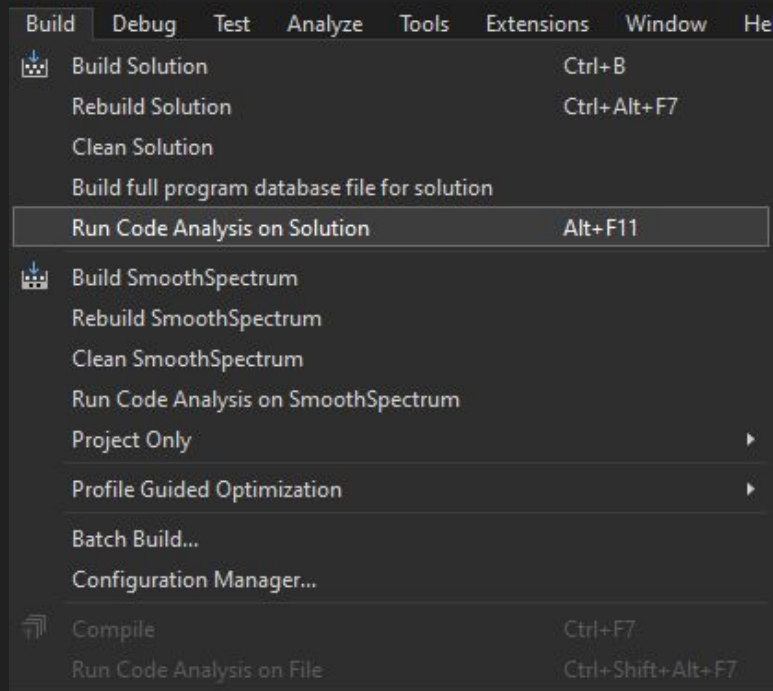 Build Debug Test Analyze Tools Extensions Window He
Build Solution Ctrl+B
Rebuild Solution Ctrl+Alt+F7
Clean Solution
Build full program database file for solution
Run Code Analysis on Solution Alt+F11
Build SmoothSpectrum
Rebuild SmoothSpectrum
Clean SmoothSpectrum
Run Code Analysis on SmoothSpectrum
Project Only
Profile Guided Optimization
Batch Build...
Configuration Manager...
Compile Ctrl+F7
Run Code Analysis on File Ctrl+Shift+Alt+F7